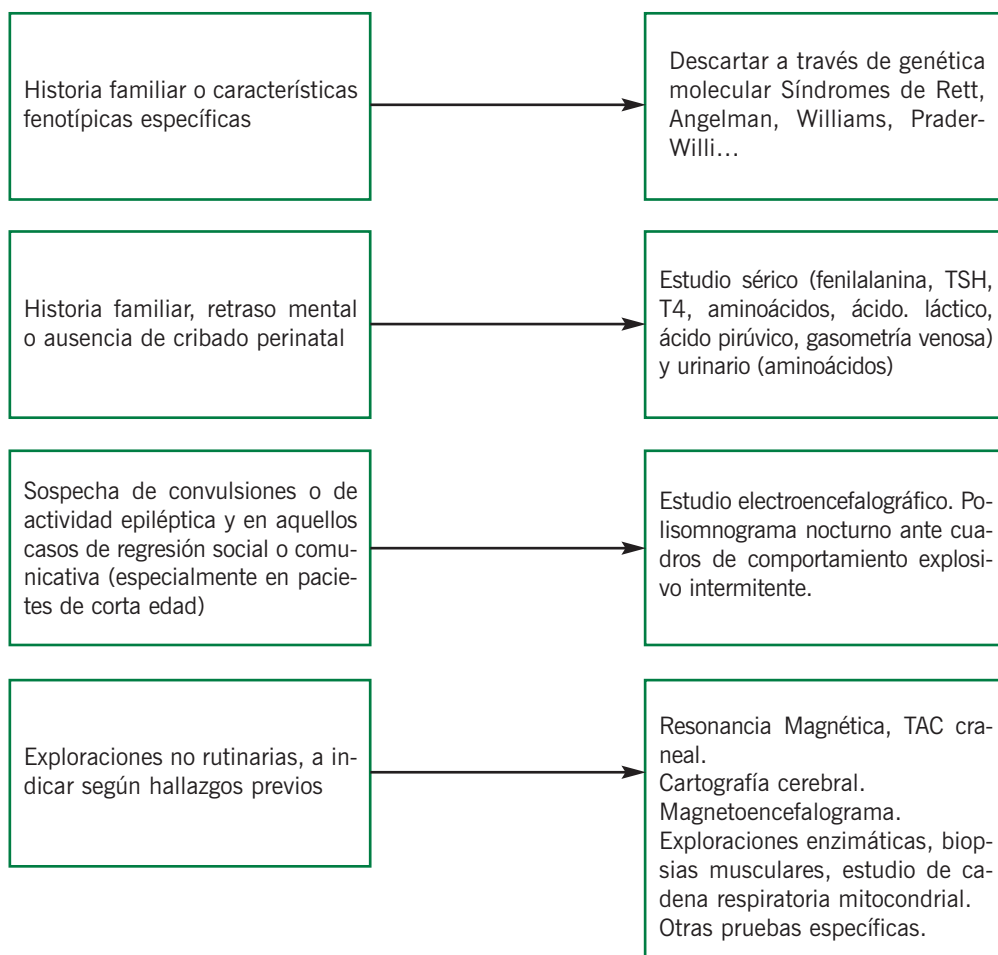 Historia familiar o características
fenotípicas específicas
Descartar a través de genética
molecular Síndromes de Rett,
Angelman, Williams, Prader-
Willi…
Historia familiar, retraso mental
o ausencia de cribado perinatal
Estudio sérico (fenilalanina, TSH,
T4, aminoácidos, ácido. láctico,
ácido pirúvico, gasometría venosa)
y urinario (aminoácidos)
Sospecha de convulsiones o de
actividad epiléptica y en aquellos
casos de regresión social o comu-
nicativa (especialmente en pacie-
tes de corta edad)
Estudio electroencefalográfico. Po-
lisomnograma nocturno ante cua-
dros de comportamiento explosi-
vo intermitente.
Exploraciones no rutinarias, a in-
dicar según hallazgos previos
Resonancia Magnética, TAC cra-
neal.
Cartografía cerebral.
Magnetoencefalograma.
Exploraciones enzimáticas, biop-
sias musculares, estudio de ca-
dena respiratoria mitocondrial.
Otras pruebas específicas.